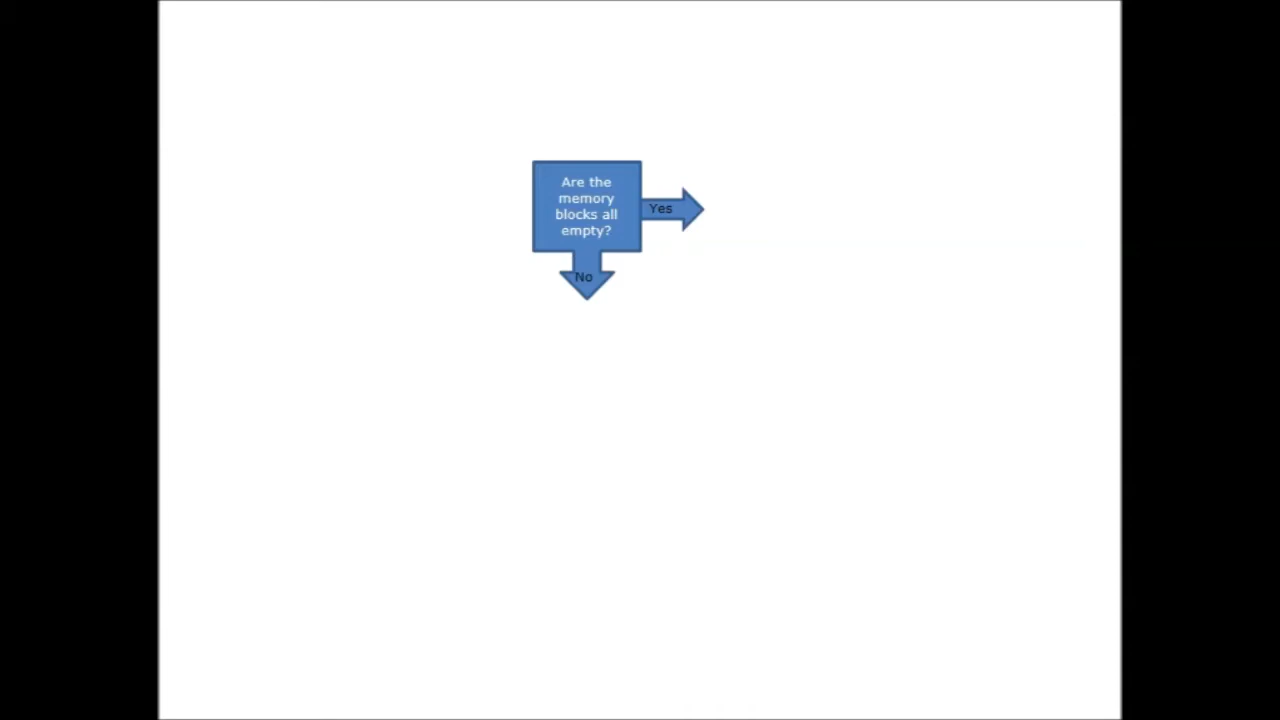 Are the
memory
blocks all
empty?
Yes
No